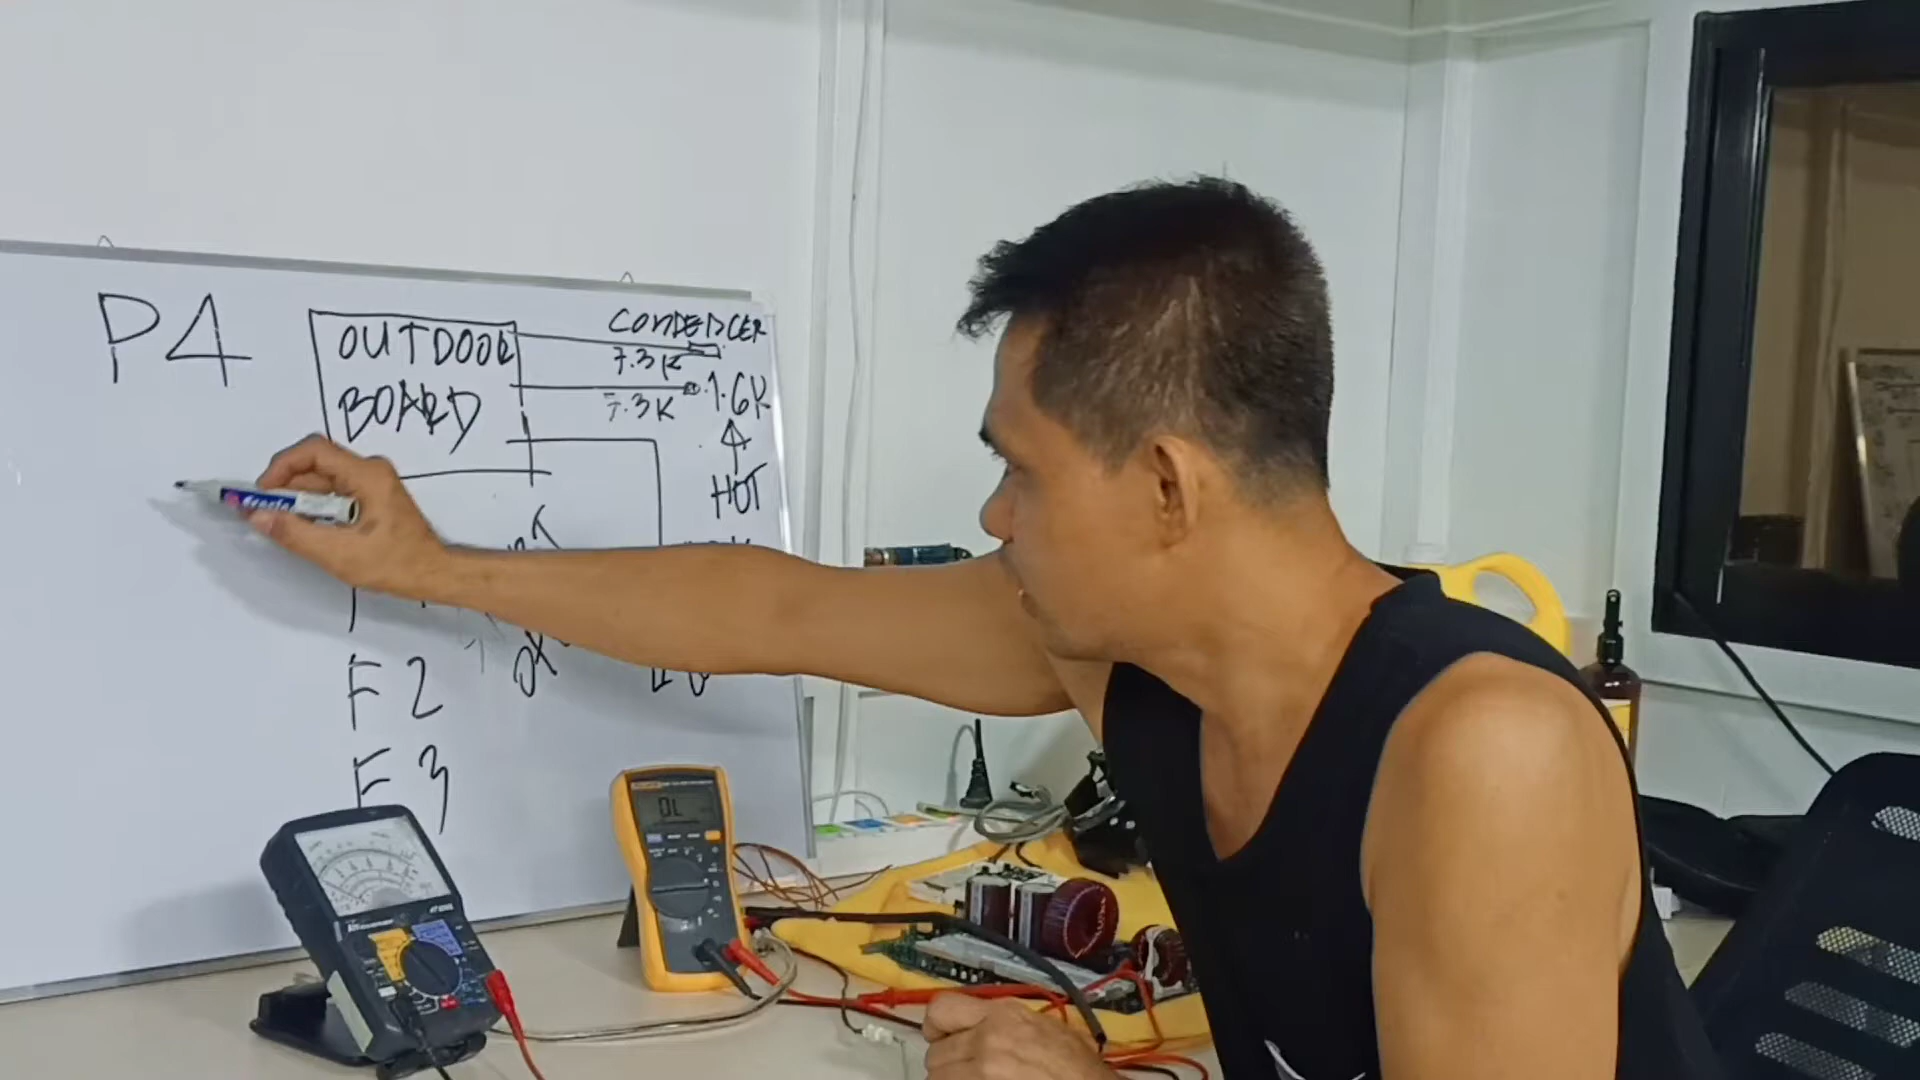 P4
OUTDOOR
BOARD
CONDENCER
7.3K
7.3K
1.6K
HOT
F2
F3
OL